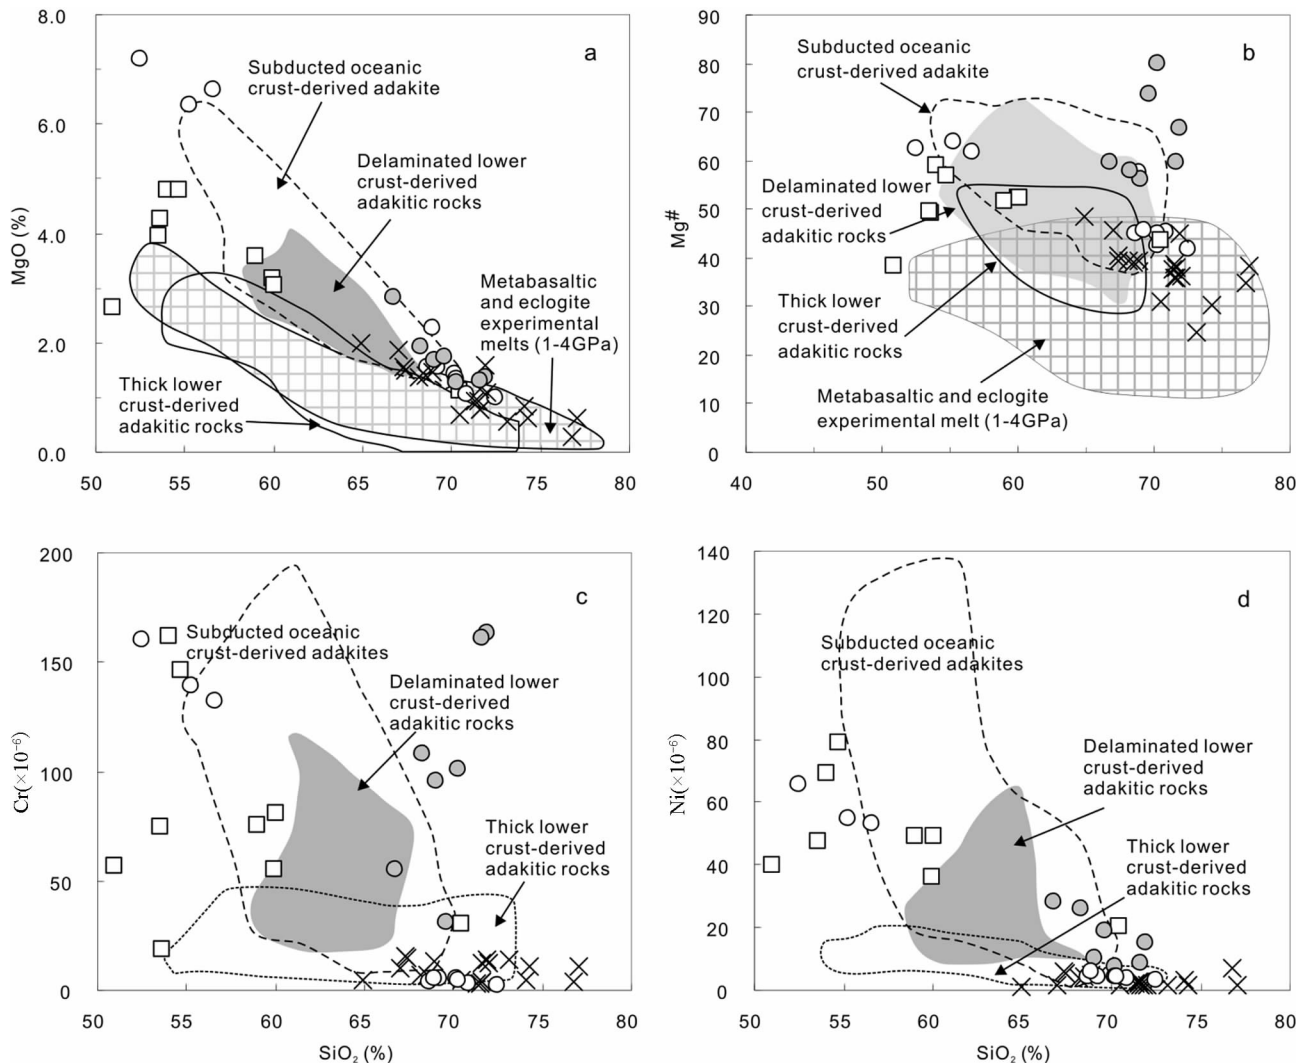 8.0
6.0
4.0
2.0
0.0
MgO (%)
50
55
60
65
70
75
80
a
Subducted oceanic
crust-derived adakite
Delaminated lower
crust-derived
adakitic rocks
Metabasaltic
and eclogite
experimental
melts (1-4GPa)
Thick lower
crust-derived
adakitic rocks
90
80
70
60
50
40
30
20
10
0
Mg#
40
50
60
70
80
b
Subducted oceanic
crust-derived adakite
Delaminated lower
crust-derived
adakitic rocks
Thick lower
crust-derived
adakitic rocks
Metabasaltic and eclogite
experimental melt (1-4GPa)
200
150
100
50
0
Cr(×10⁻⁶)
50
55
60
65
70
75
80
SiO₂ (%)
c
Subducted oceanic
crust-derived adakites
Delaminated lower
crust-derived
adakitic rocks
Thick lower
crust-derived
adakitic rocks
140
120
100
80
60
40
20
0
Ni(×10⁻⁶)
50
55
60
65
70
75
80
SiO₂ (%)
d
Subducted oceanic
crust-derived adakites
Delaminated lower
crust-derived
adakitic rocks
Thick lower
crust-derived
adakitic rocks